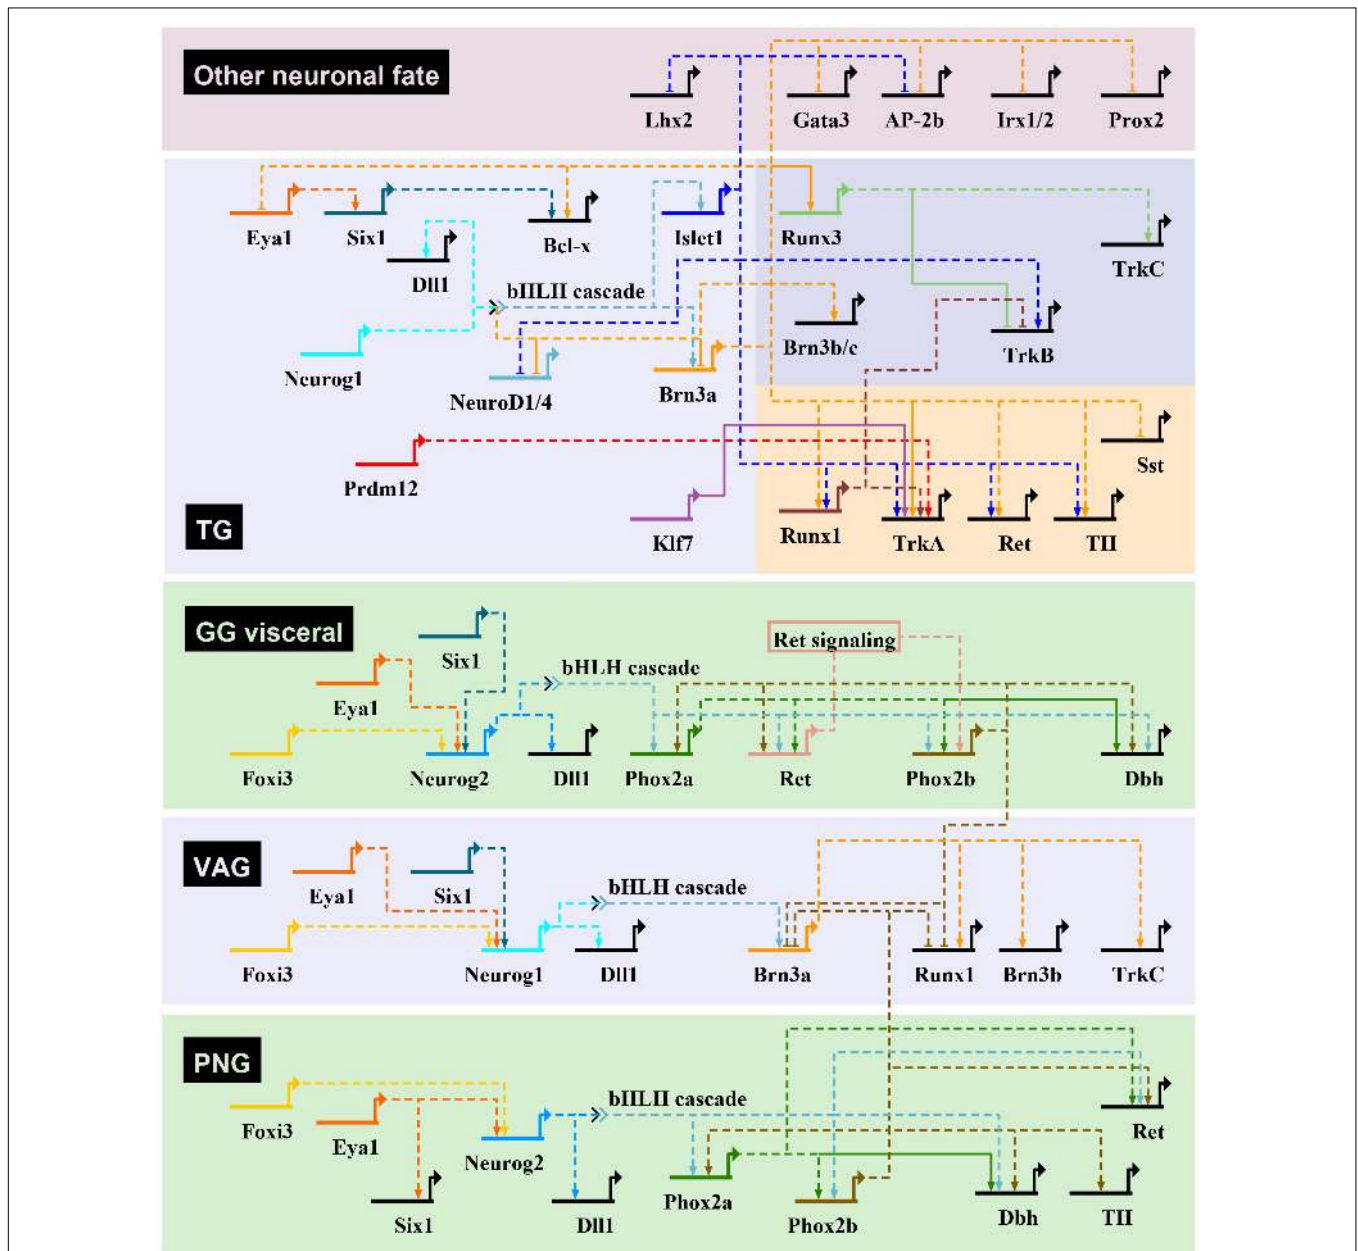 Other neuronal fate
Lhx2 Gata3 AP-2b Irx1/2 Prox2
Eya1 Six1 Bcl-x Islet1 Runx3 TrkC
Dll1
bHLH cascade
Brn3b/c TrkB
Neurog1
NeuroD1/4 Brn3a
Sst
Prdm12
TG
Klf7 Runx1 TrkA Ret TH
GG visceral
Six1 Ret signaling
bHLH cascade
Eya1
Foxi3 Neurog2 Dll1 Phox2a Ret Phox2b Dbh
VAG
Eya1 Six1 bHLH cascade
Foxi3 Neurog1 Dll1 Brn3a Runx1 Brn3b TrkC
PNG
bHLH cascade
Foxi3 Eya1 Neurog2 Ret
Six1 Dll1 Phox2a Phox2b Dbh TH